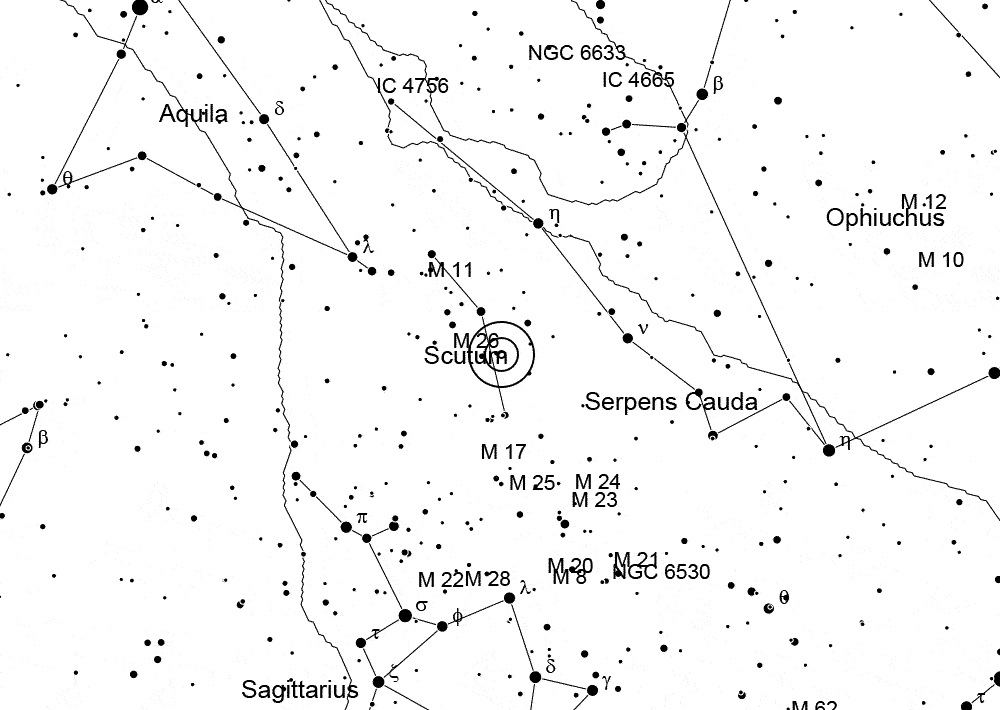 α
NGC 6633
IC 4665
β
IC 4756
Aquila
δ
θ
M 12
Ophiuchus
η
λ
M 10
M 11
ν
M 26
Scutum
Serpens Cauda
β
η
M 17
M 25
M 24
M 23
π
M 21
M 20
NGC 6530
M 8
M 22
M 28
λ
θ
σ
φ
τ
ζ
δ
Sagittarius
γ
τ
M 62